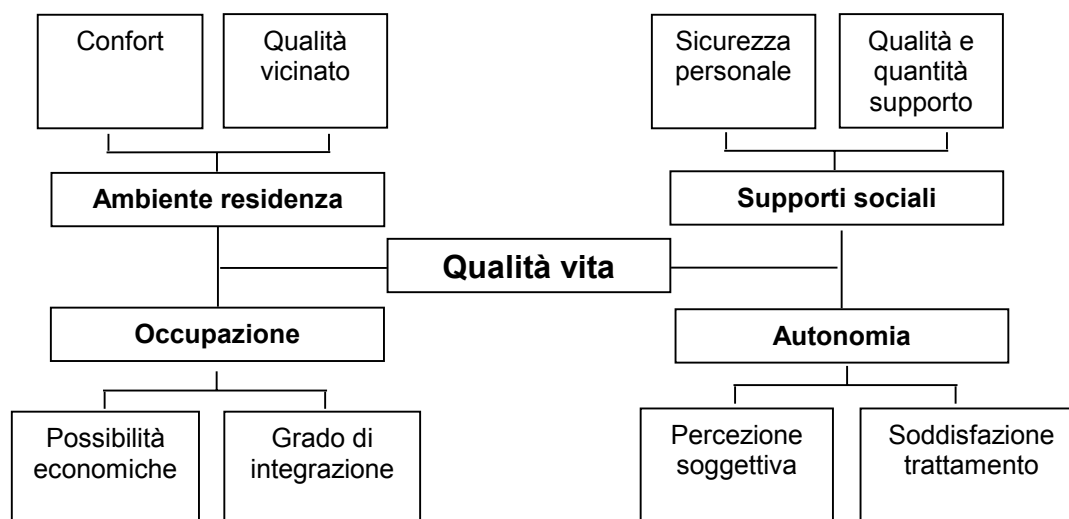 Confort
Qualità
vicinato
Sicurezza
personale
Qualità e
quantità
supporto
Ambiente residenza
Supporti sociali
Qualità vita
Occupazione
Autonomia
Possibilità
economiche
Grado di
integrazione
Percezione
soggettiva
Soddisfazione
trattamento